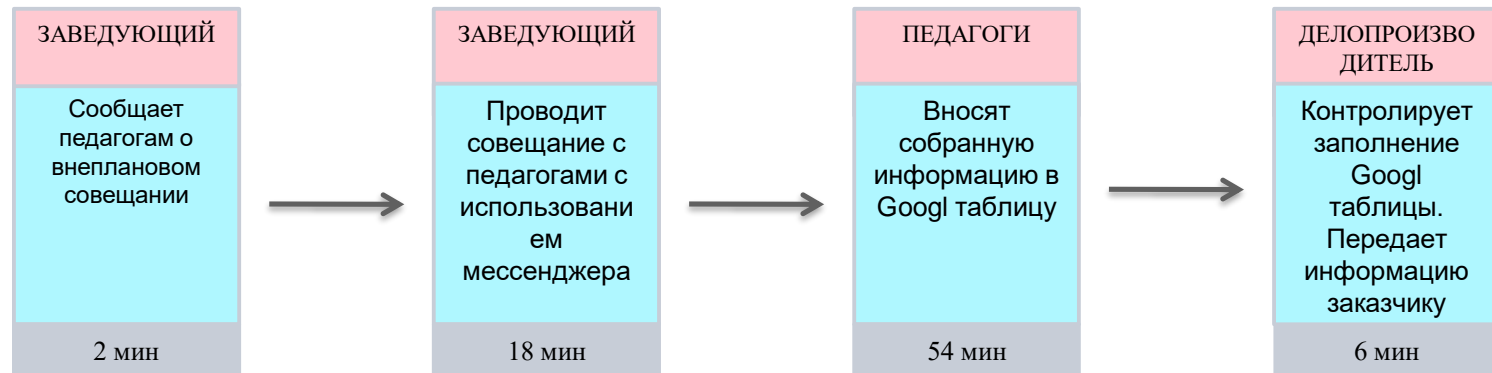 ЗАВЕДУЮЩИЙ
Сообщает
педагогам о
внеплановом
совещании
2 мин
ЗАВЕДУЮЩИЙ
Проводит
совещание с
педагогами с
использовани
ем
мессенджера
18 мин
ПЕДАГОГИ
Вносят
собранную
информацию в
Googl таблицу
54 мин
ДЕЛОПРОИЗВО
ДИТЕЛЬ
Контролирует
заполнение
Googl
таблицы.
Передает
информацию
заказчику
6 мин